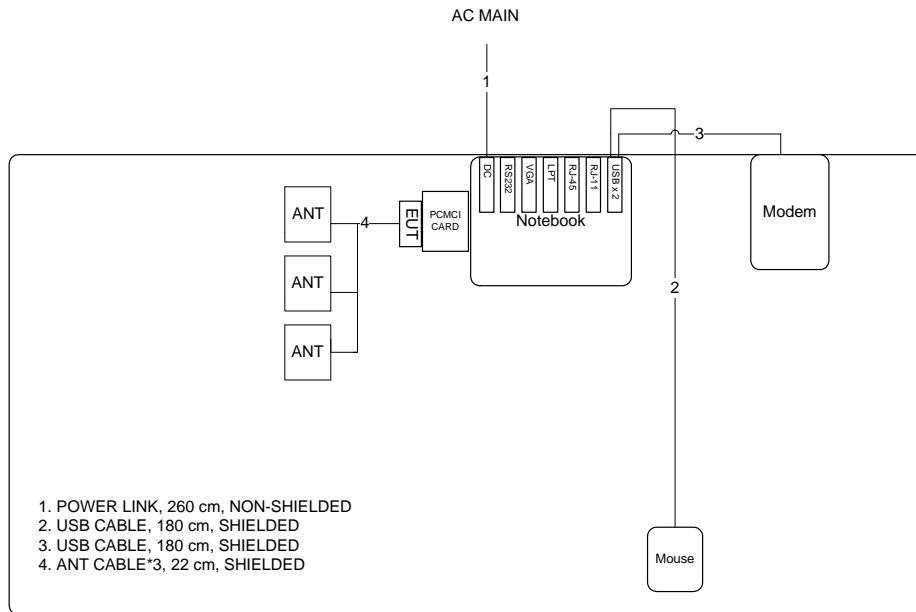 AC MAIN
1
3
DC
RS232
VGA
LPT
RJ-45
RJ-11
USB x 2
Notebook
ANT
4
EUT
PCMCI
CARD
Modem
ANT
2
ANT
1. POWER LINK, 260 cm, NON-SHIELDED
2. USB CABLE, 180 cm, SHIELDED
3. USB CABLE, 180 cm, SHIELDED
4. ANT CABLE*3, 22 cm, SHIELDED
Mouse